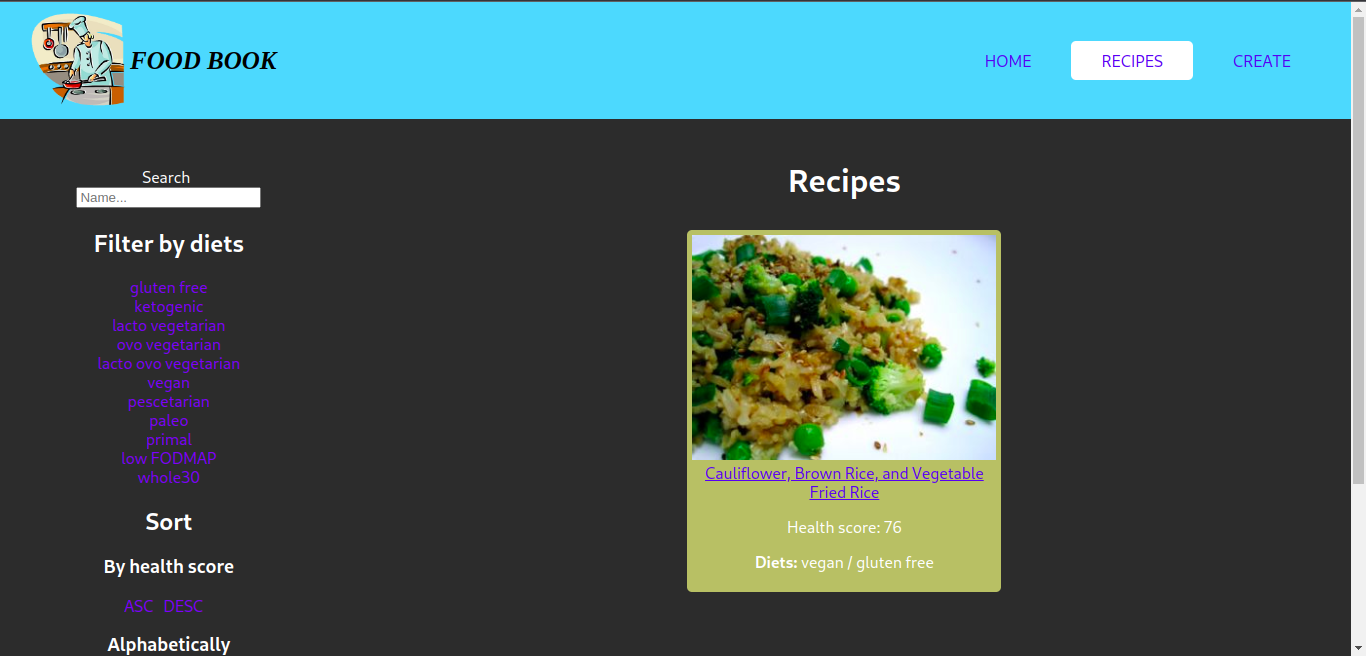 FOOD BOOK
HOME
RECIPES
CREATE
Search
Name...
Filter by diets
gluten free
ketogenic
lacto vegetarian
ovo vegetarian
lacto ovo vegetarian
vegan
pescetarian
paleo
primal
low FODMAP
whole30
Sort
By health score
ASC DESC
Alphabetically
Recipes
Cauliflower, Brown Rice, and Vegetable
Fried Rice
Health score: 76
Diets: vegan / gluten free